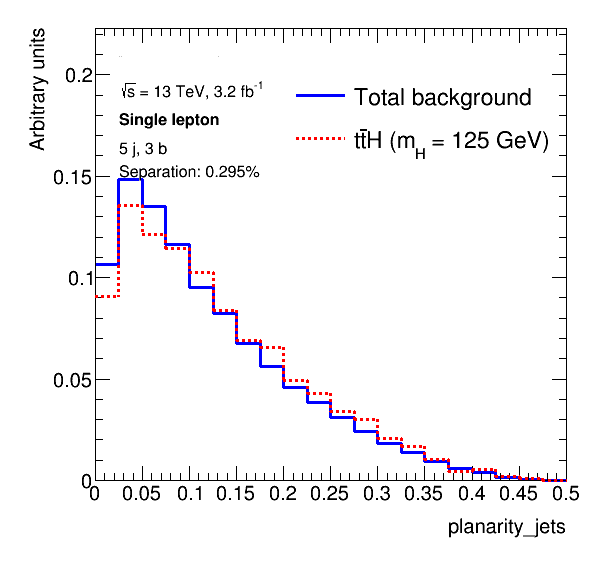 Arbitrary units
0.2
0.15
0.1
0.05
0
√s = 13 TeV, 3.2 fb⁻¹
Single lepton
5 j, 3 b
Separation: 0.295%
Total background
tt̄H (m_H = 125 GeV)
0 0.05 0.1 0.15 0.2 0.25 0.3 0.35 0.4 0.45 0.5
planarity_jets